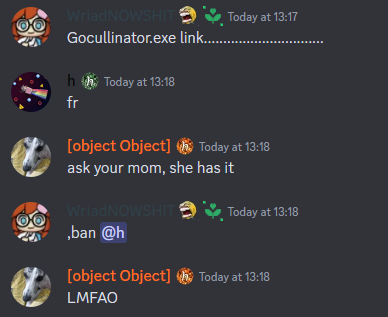 WriadNOWSHIT Today at 13:17
Gocullinator.exe link...............................
h Today at 13:18
fr
[object Object] Today at 13:18
ask your mom, she has it
WriadNOWSHIT Today at 13:18
,ban @h
[object Object] Today at 13:18
LMFAO